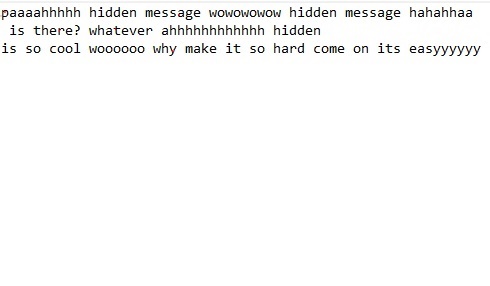 paaaahhhhh hidden message wowowowow hidden message hahahhaa
is there? whatever ahhhhhhhhhhhh hidden
is so cool woooooo why make it so hard come on its easyyyyyy